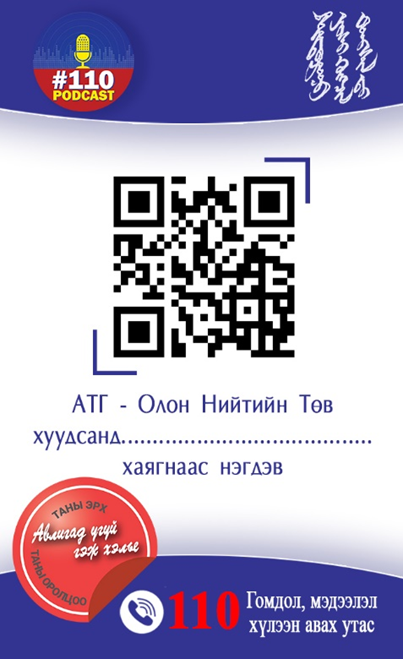 #110
PODCAST
АТГ - Олон Нийтийн Төв
хуудсанд..........................................
хаягнаас нэгдэв
ТАНЫ ЭРХ
Авлигад үгүй
гэж хэлье
ТАНЫ ОРОЛЦОО
110
Гомдол, мэдээлэл
хүлээн авах утас